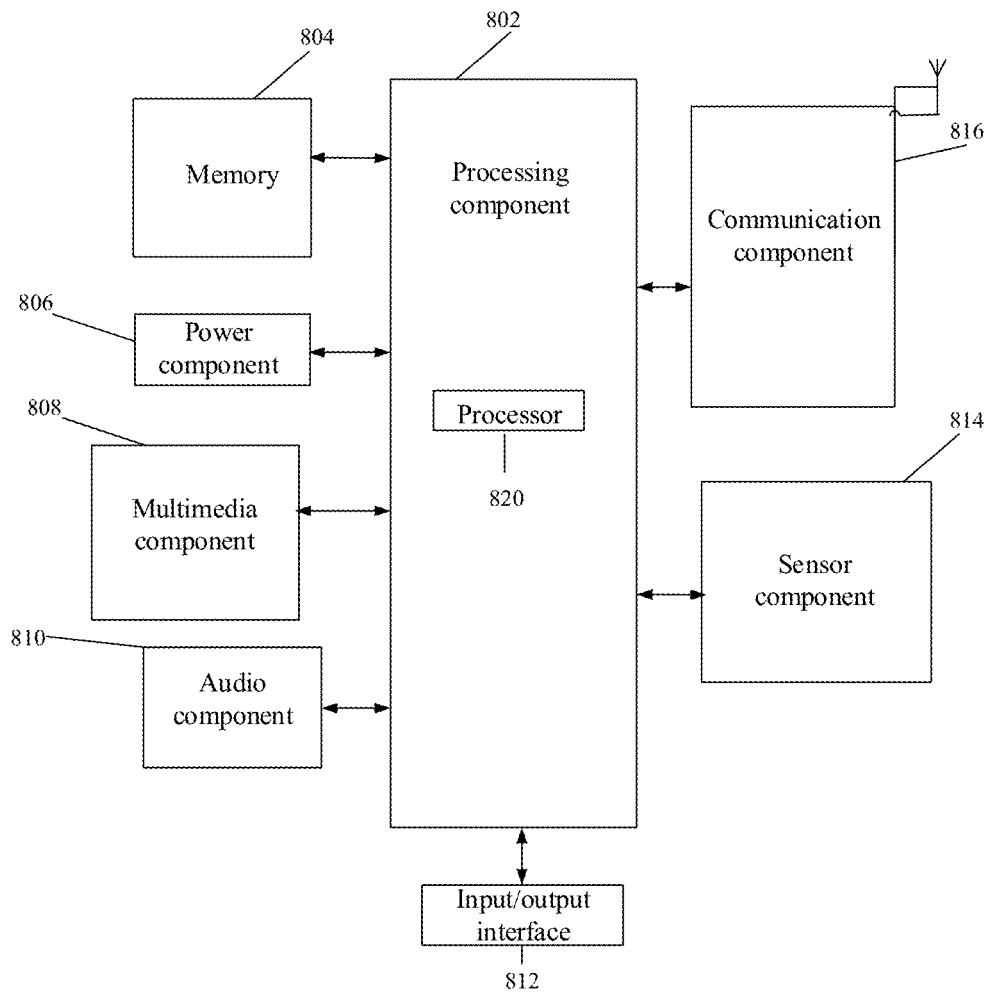 802
804
Memory
Processing
component
816
Communication
component
806
Power
component
808
Processor
820
814
Multimedia
component
Sensor
component
810
Audio
component
Input/output
interface
812